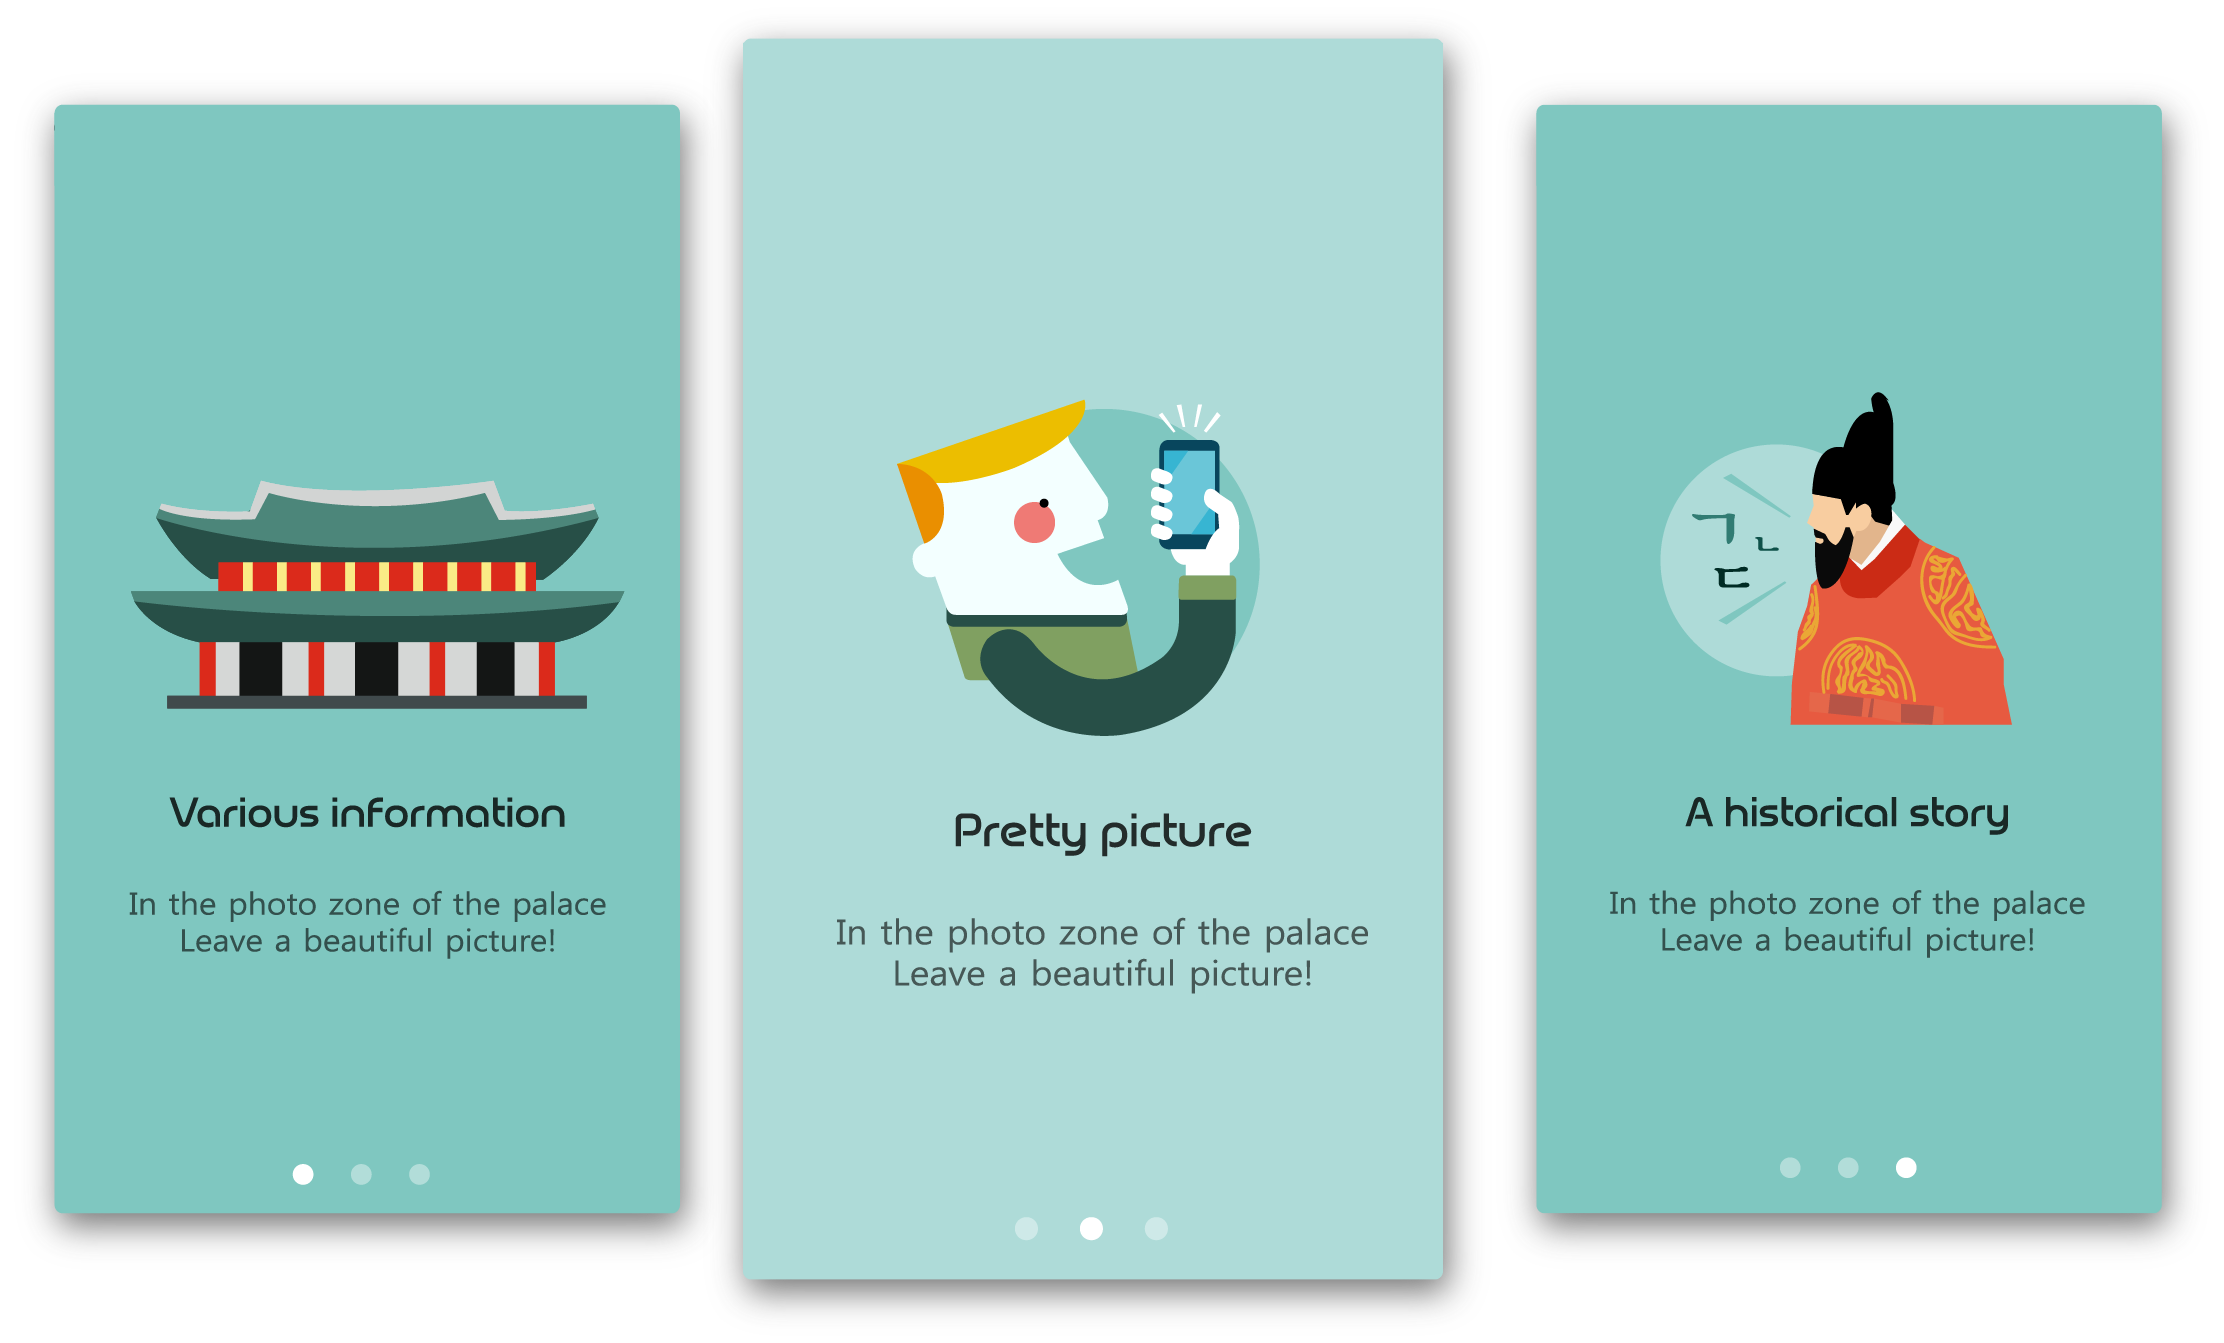 Various information
In the photo zone of the palace
Leave a beautiful picture!
Pretty picture
In the photo zone of the palace
Leave a beautiful picture!
ㄱ
ㄴ
ㄷ
A historical story
In the photo zone of the palace
Leave a beautiful picture!